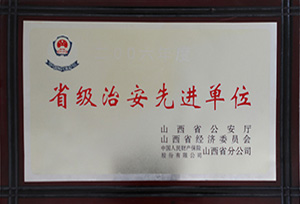 省级治安先进单位
山西省公安厅
山西省经济委员会
中国人民财产保险
股份有限公司 山西省分公司